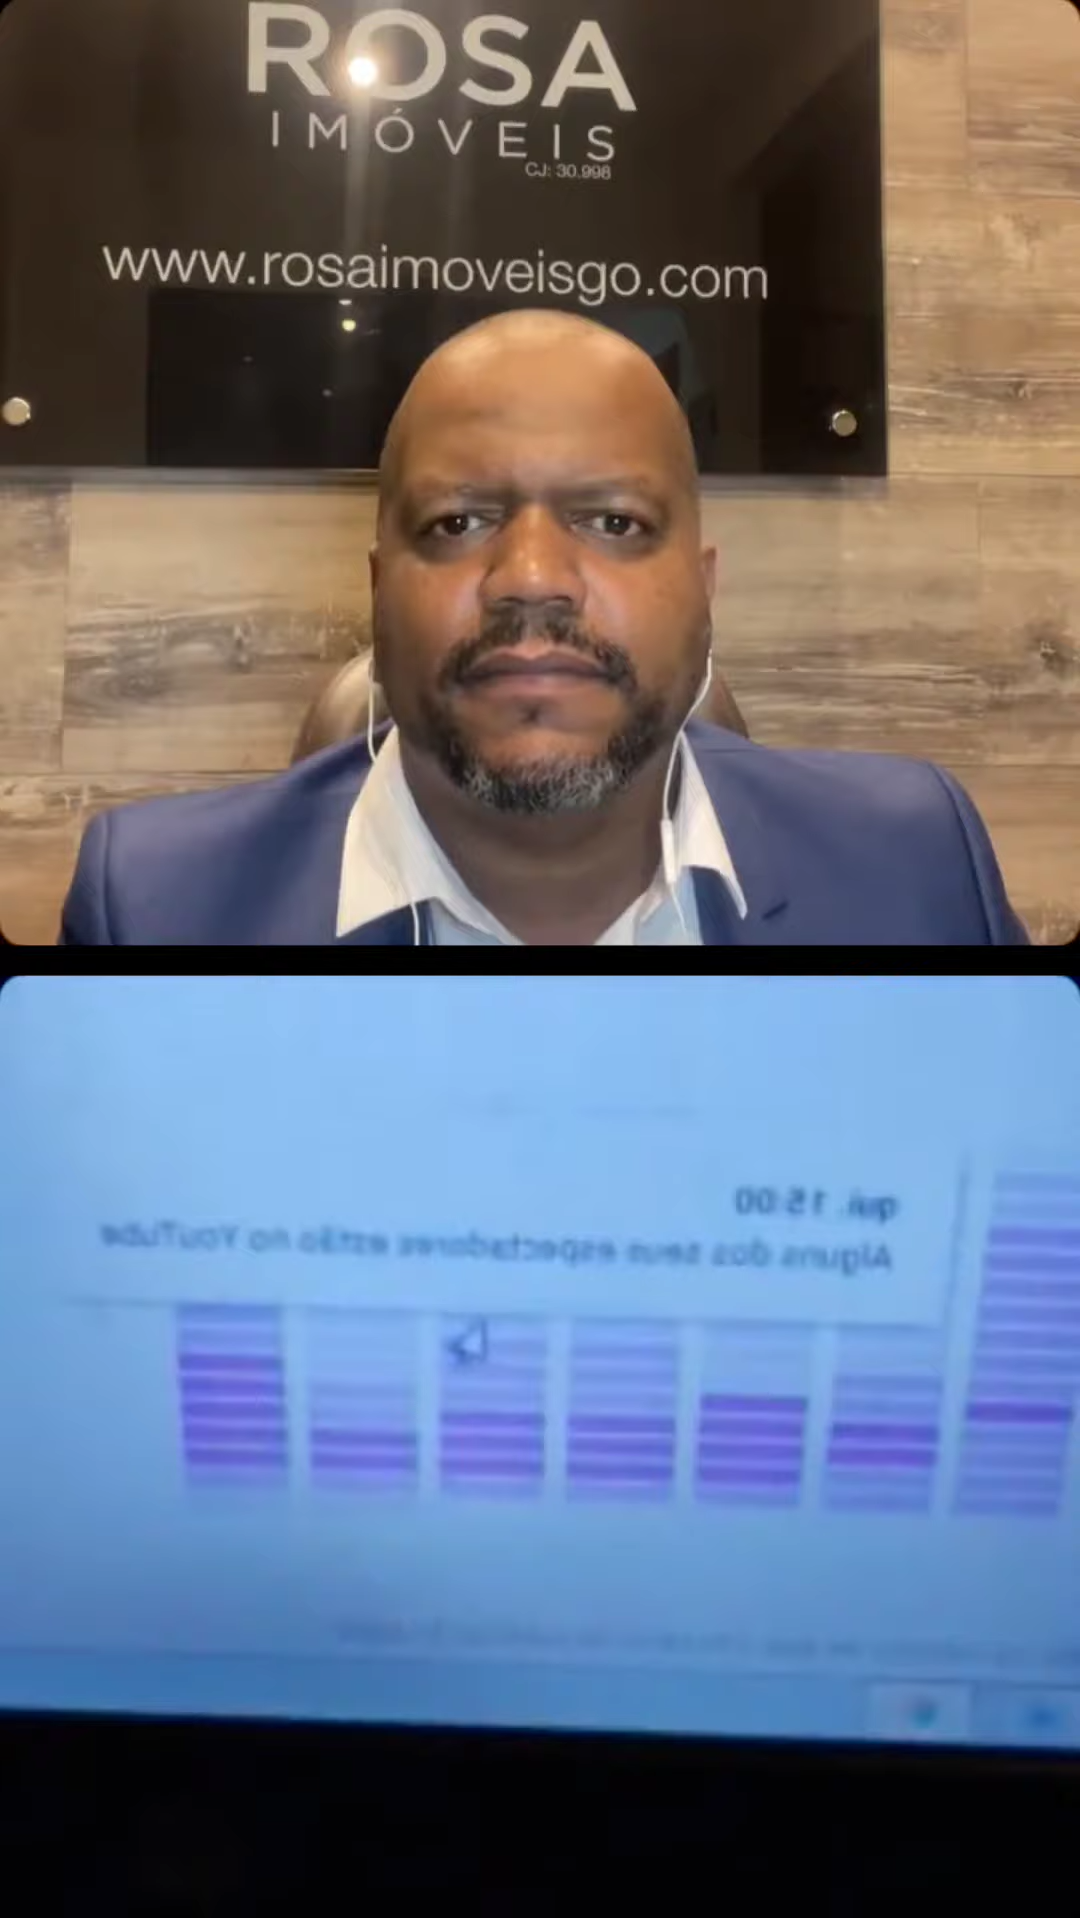 ROSA
IMÓVEIS
CJ: 30.998
www.rosaimoveisgo.com
qui. 15:00
Alguns dos seus espectadores estão no YouTube